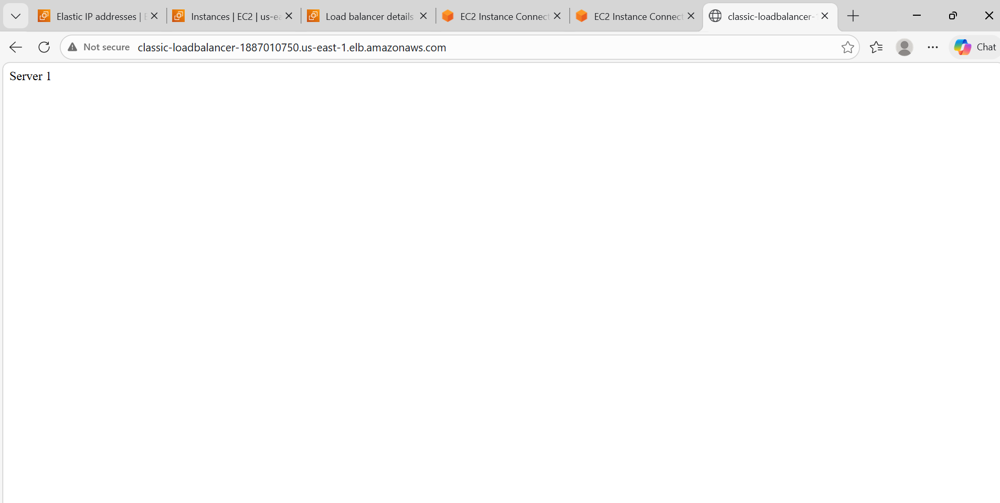 Elastic IP addresses | E
Instances | EC2 | us-ea
Load balancer details
EC2 Instance Connect
EC2 Instance Connect
classic-loadbalancer-1
Not secure
classic-loadbalancer-1887010750.us-east-1.elb.amazonaws.com
Chat
Server 1